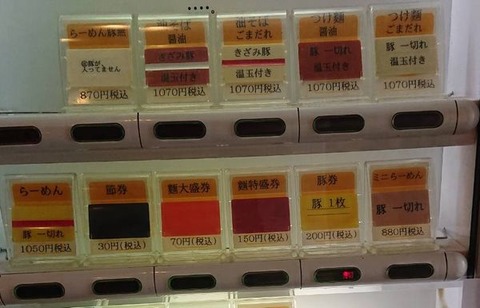 らーめん豚無
※豚が
入ってません
870円税込
油そば
醤油
きざみ豚
温玉付き
1070円税込
油そば
ごまだれ
きざみ豚
温玉付き
1070円税込
つけ麺
醤油
豚 一切れ
温玉付き
1070円税込
つけ麺
ごまだれ
豚 一切れ
温玉付き
1070円税込
らーめん
豚 一切れ
1050円税込
節券
30円(税込)
麺大盛券
70円(税込)
麺特盛券
150円(税込)
豚券
豚 1枚
200円(税込)
ミニらーめん
豚 一切れ
880円税込